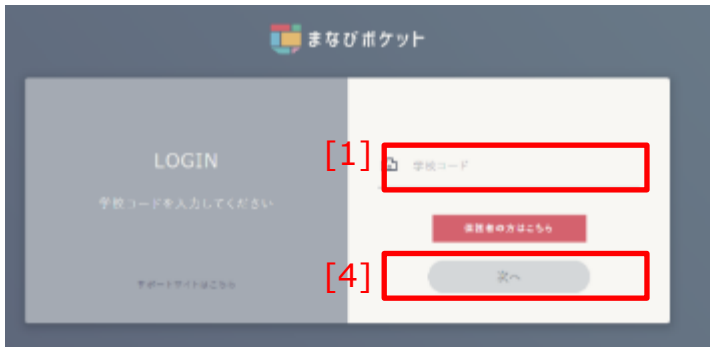 まなびポケット
LOGIN
学校コードを入力してください
サポートサイトはこちら
[1]
学校コード
保護者の方はこちら
[4]
次へ